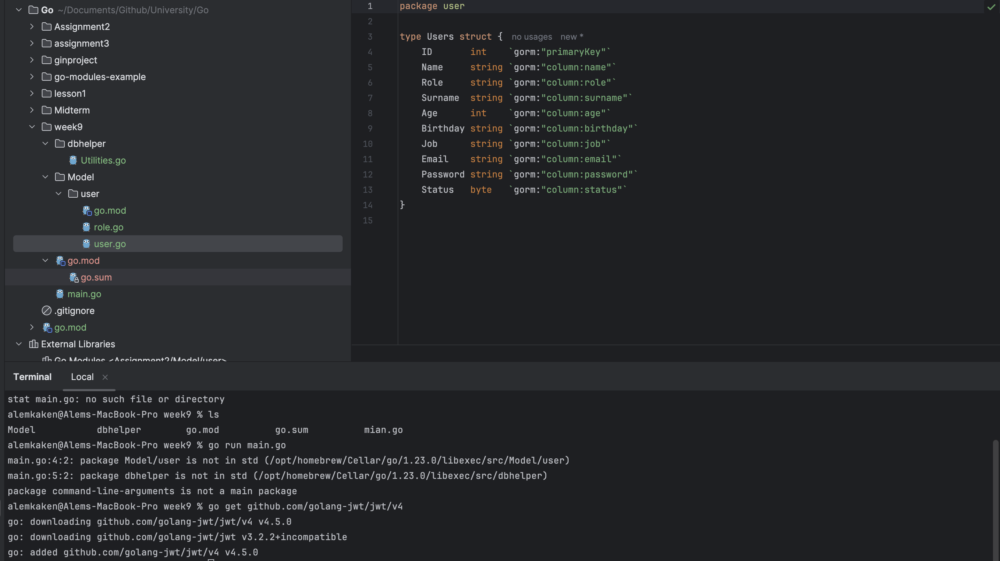 Go ~/Documents/Github/University/Go
Assignment2
assignment3
ginproject
go-modules-example
lesson1
Midterm
week9
dbhelper
Utilities.go
Model
user
go.mod
role.go
user.go
go.mod
go.sum
main.go
.gitignore
go.mod
External Libraries
Go Modules <Assignment2/Model/user>
1 package user
2
3 type Users struct { no usages new *
4 ID int `gorm:"primaryKey"`
5 Name string `gorm:"column:name"`
6 Role string `gorm:"column:role"`
7 Surname string `gorm:"column:surname"`
8 Age int `gorm:"column:age"`
9 Birthday string `gorm:"column:birthday"`
10 Job string `gorm:"column:job"`
11 Email string `gorm:"column:email"`
12 Password string `gorm:"column:password"`
13 Status byte `gorm:"column:status"`
14 }
15
Terminal Local ×
stat main.go: no such file or directory
alemkaken@Alems-MacBook-Pro week9 % ls
Model dbhelper go.mod go.sum mian.go
alemkaken@Alems-MacBook-Pro week9 % go run main.go
main.go:4:2: package Model/user is not in std (/opt/homebrew/Cellar/go/1.23.0/libexec/src/Model/user)
main.go:5:2: package dbhelper is not in std (/opt/homebrew/Cellar/go/1.23.0/libexec/src/dbhelper)
package command-line-arguments is not a main package
alemkaken@Alems-MacBook-Pro week9 % go get github.com/golang-jwt/jwt/v4
go: downloading github.com/golang-jwt/jwt/v4 v4.5.0
go: downloading github.com/golang-jwt/jwt v3.2.2+incompatible
go: added github.com/golang-jwt/jwt/v4 v4.5.0